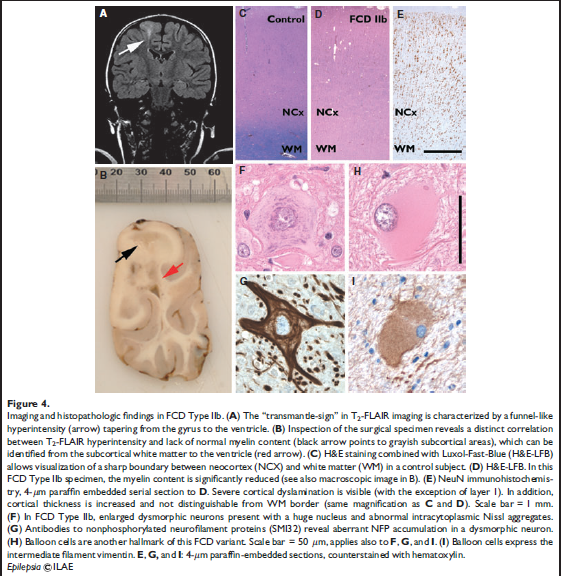 A
C
Control
D
FCD IIb
E
NCx
NCx
NCx
WM
WM
WM
B
20
30
40
50
60
F
H
G
I
Figure 4.
Imaging and histopathologic findings in FCD Type IIb. (A) The “transmantle-sign” in T2-FLAIR imaging is characterized by a funnel-like
hyperintensity (arrow) tapering from the gyrus to the ventricle. (B) Inspection of the surgical specimen reveals a distinct correlation
between T2-FLAIR hyperintensity and lack of normal myelin content (black arrow points to grayish subcortical areas), which can be
identified from the subcortical white matter to the ventricle (red arrow). (C) H&E staining combined with Luxol-Fast-Blue (H&E-LFB)
allows visualization of a sharp boundary between neocortex (NCX) and white matter (WM) in a control subject. (D) H&E-LFB. In this
FCD Type IIb specimen, the myelin content is significantly reduced (see also macroscopic image in B). (E) NeuN immunohistochemis-
try, 4-μm paraffin embedded serial section to D. Severe cortical dyslamination is visible (with the exception of layer 1). In addition,
cortical thickness is increased and not distinguishable from WM border (same magnification as C and D). Scale bar = 1 mm.
(F) In FCD Type IIb, enlarged dysmorphic neurons present with a huge nucleus and abnormal intracytoplasmic Nissl aggregates.
(G) Antibodies to nonphosphorylated neurofilament proteins (SMI32) reveal aberrant NFP accumulation in a dysmorphic neuron.
(H) Balloon cells are another hallmark of this FCD variant. Scale bar = 50 μm, applies also to F, G, and I. (I) Balloon cells express the
intermediate filament vimentin. E, G, and I: 4-μm paraffin-embedded sections, counterstained with hematoxylin.
Epilepsia ©ILAE